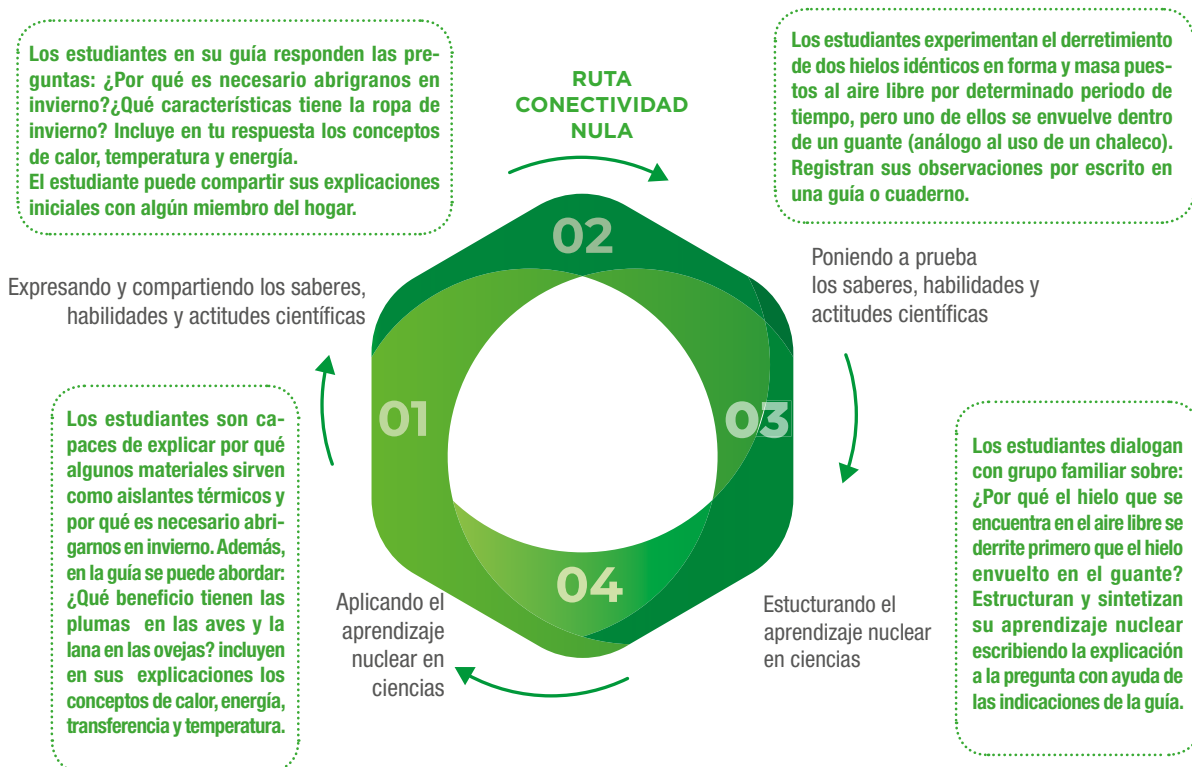 Los estudiantes en su guía responden las pre-
guntas: ¿Por qué es necesario abrigranos en
invierno?¿Qué características tiene la ropa de
invierno? Incluye en tu respuesta los conceptos
de calor, temperatura y energía.
El estudiante puede compartir sus explicaciones
iniciales con algún miembro del hogar.
RUTA
CONECTIVIDAD
NULA
Los estudiantes experimentan el derretimiento
de dos hielos idénticos en forma y masa pues-
tos al aire libre por determinado periodo de
tiempo, pero uno de ellos se envuelve dentro
de un guante (análogo al uso de un chaleco).
Registran sus observaciones por escrito en
una guía o cuaderno.
Expresando y compartiendo los saberes,
habilidades y actitudes científicas
02
Poniendo a prueba
los saberes, habilidades y
actitudes científicas
01
03
Los estudiantes son ca-
paces de explicar por qué
algunos materiales sirven
como aislantes térmicos y
por qué es necesario abri-
garnos en invierno. Además,
en la guía se puede abordar:
¿Qué beneficio tienen las
plumas en las aves y la
lana en las ovejas? incluyen
en sus explicaciones los
conceptos de calor, energía,
transferencia y temperatura.
Los estudiantes dialogan
con grupo familiar sobre:
¿Por qué el hielo que se
encuentra en el aire libre se
derrite primero que el hielo
envuelto en el guante?
Estructuran y sintetizan
su aprendizaje nuclear
escribiendo la explicación
a la pregunta con ayuda de
las indicaciones de la guía.
04
Aplicando el
aprendizaje
nuclear en
ciencias
Estucturando el
aprendizaje nuclear
en ciencias